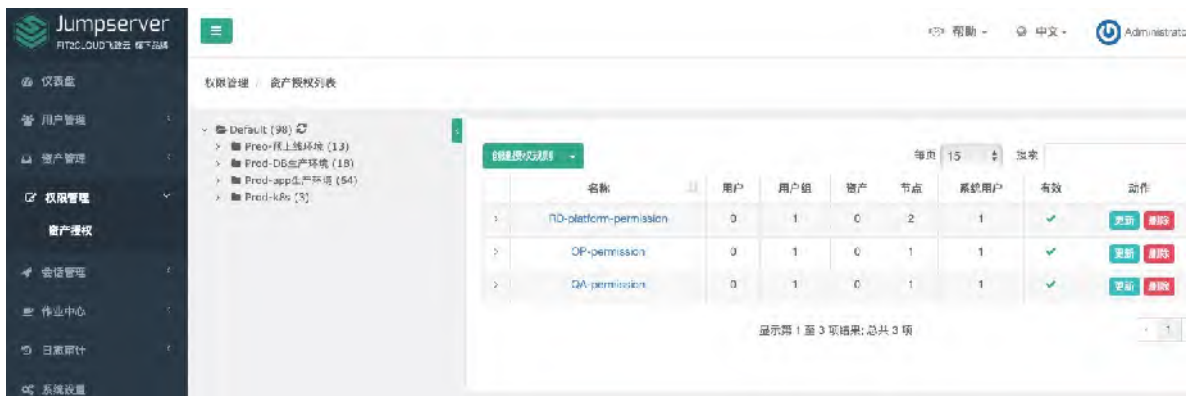 Jumpserver
FIT2CLOUD飞致云 旗下品牌
帮助
中文
Administrato
仪表盘
用户管理
资产管理
权限管理
资产授权
会话管理
作业中心
日志审计
系统设置
权限管理 / 资产授权列表
Default (98)
Preo-预上线环境 (13)
Prod-DB生产环境 (18)
Prod-app生产环境 (64)
Prod-k8s (3)
创建授权规则
每页 15 搜索
名称 用户 用户组 资产 节点 系统用户 有效 动作
RD-platform-permission 0 1 0 2 1 更新 删除
OP-permission 0 1 0 1 1 更新 删除
QA-permission 0 1 0 1 1 更新 删除
显示第 1 至 3 项结果; 总共 3 项
‹ 1